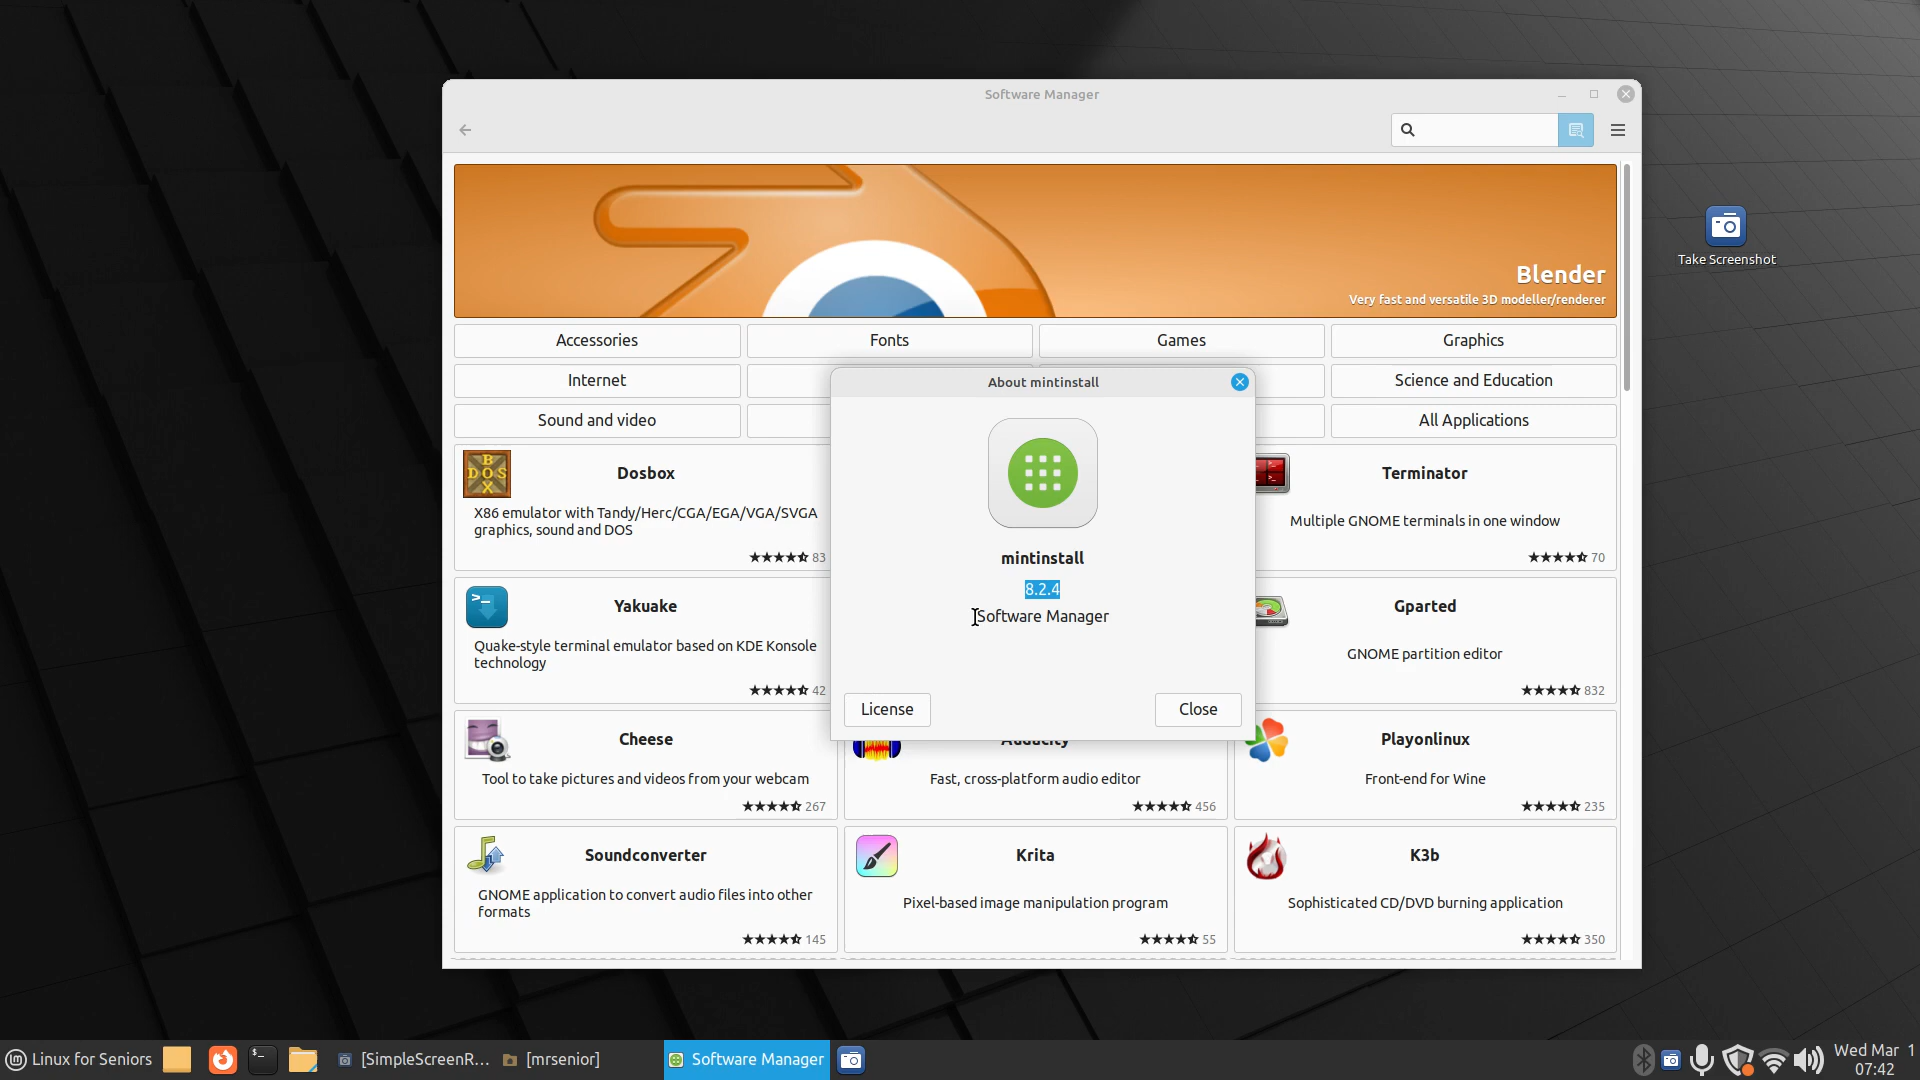 Software Manager
Blender
Very fast and versatile 3D modeller/renderer
Take Screenshot
Accessories
Fonts
Games
Graphics
Internet
Science and Education
Sound and video
All Applications
About mintinstall
mintinstall
8.2.4
Software Manager
License
Close
BOX
DOS
Dosbox
X86 emulator with Tandy/Herc/CGA/EGA/VGA/SVGA
graphics, sound and DOS
★★★★⯪ 83
Terminator
Multiple GNOME terminals in one window
★★★★⯪ 70
Yakuake
Quake-style terminal emulator based on KDE Konsole
technology
★★★★⯪ 42
Gparted
GNOME partition editor
★★★★⯪ 832
Cheese
Tool to take pictures and videos from your webcam
★★★★⯪ 267
Audacity
Fast, cross-platform audio editor
★★★★⯪ 456
Playonlinux
Front-end for Wine
★★★★⯪ 235
Soundconverter
GNOME application to convert audio files into other
formats
★★★★⯪ 145
Krita
Pixel-based image manipulation program
★★★★⯪ 55
K3b
Sophisticated CD/DVD burning application
★★★★⯪ 350
Linux for Seniors
[SimpleScreenR...
[mrsenior]
Software Manager
Wed Mar 1
07:42